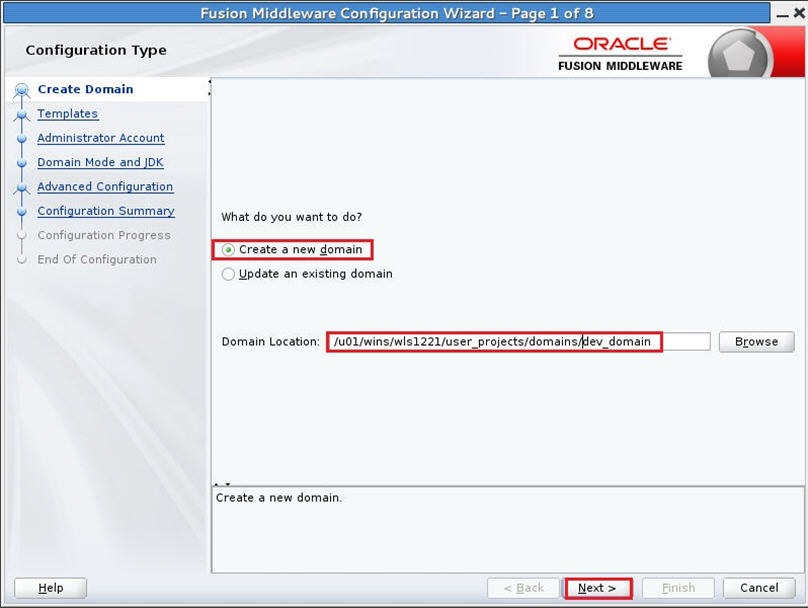 Fusion Middleware Configuration Wizard - Page 1 of 8
Configuration Type
ORACLE
FUSION MIDDLEWARE
Create Domain
Templates
Administrator Account
Domain Mode and JDK
Advanced Configuration
Configuration Summary
Configuration Progress
End Of Configuration
What do you want to do?
Create a new domain
Update an existing domain
Domain Location: /u01/wins/wls1221/user_projects/domains/dev_domain Browse
Create a new domain.
Help < Back Next > Finish Cancel